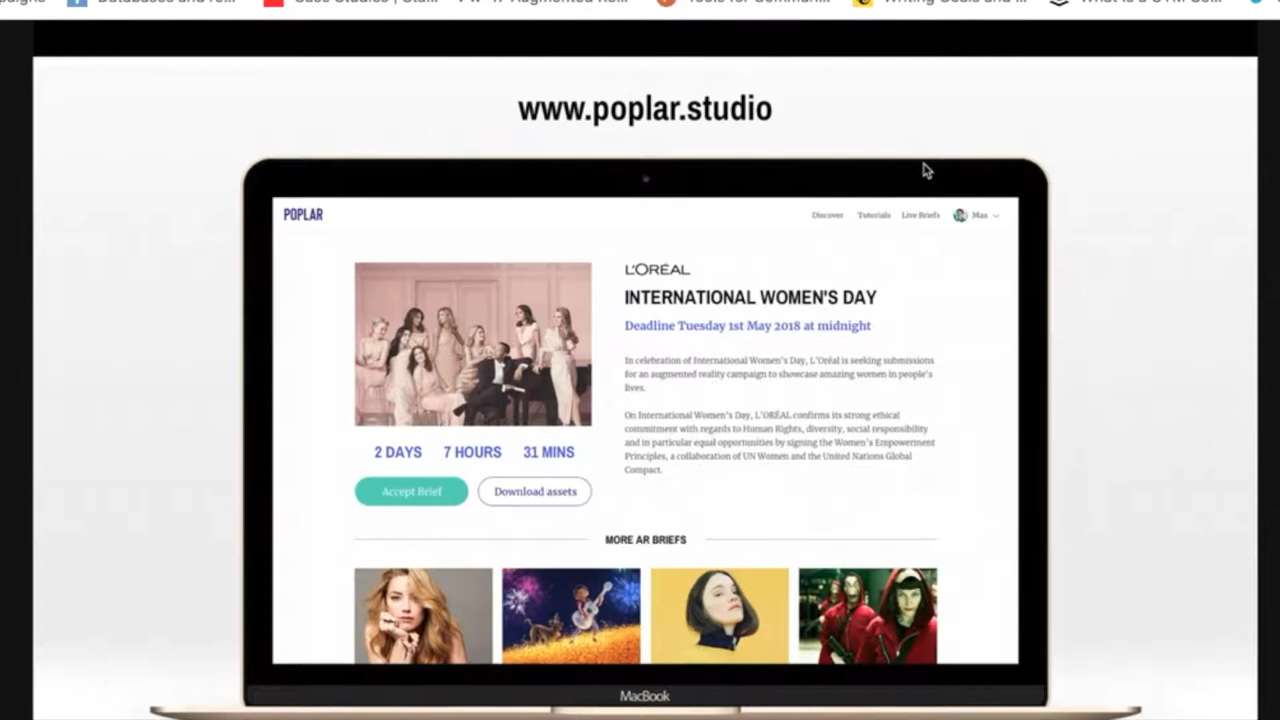 www.poplar.studio
POPLAR
Discover Tutorials Live Briefs Max
L'ORÉAL
INTERNATIONAL WOMEN'S DAY
Deadline Tuesday 1st May 2018 at midnight
In celebration of International Women's Day, L'Oréal is seeking submissions
for an augmented reality campaign to showcase amazing women in people's
lives.
On International Women's Day, L'ORÉAL confirms its strong ethical
commitment with regards to Human Rights, diversity, social responsibility
and in particular equal opportunities by signing the Women's Empowerment
Principles, a collaboration of UN Women and the United Nations Global
Compact.
2 DAYS 7 HOURS 31 MINS
Accept Brief Download assets
MORE AR BRIEFS
MacBook